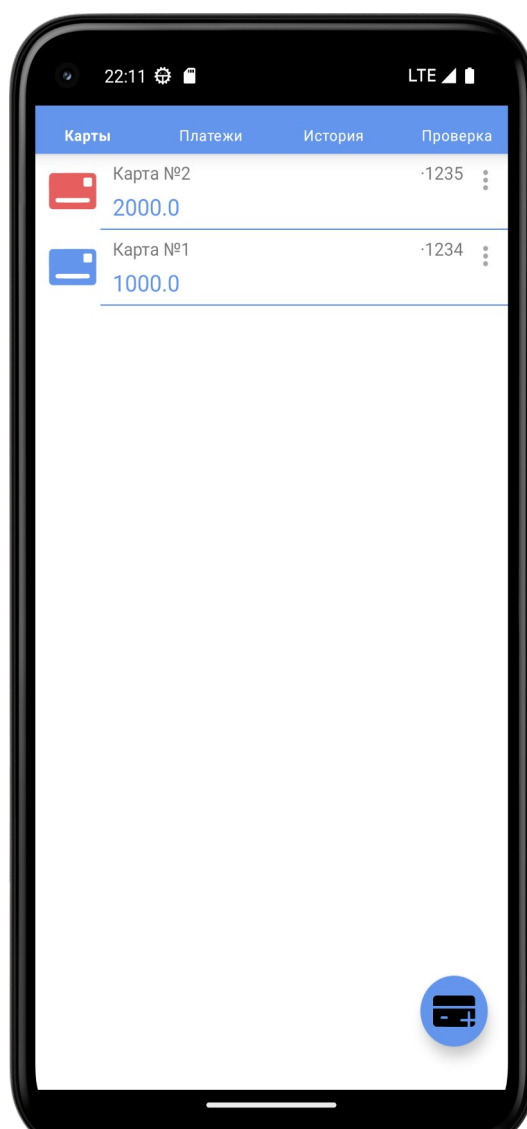 22:11 LTE
Карты Платежи История Проверка
Карта №2 ·1235
2000.0
Карта №1 ·1234
1000.0